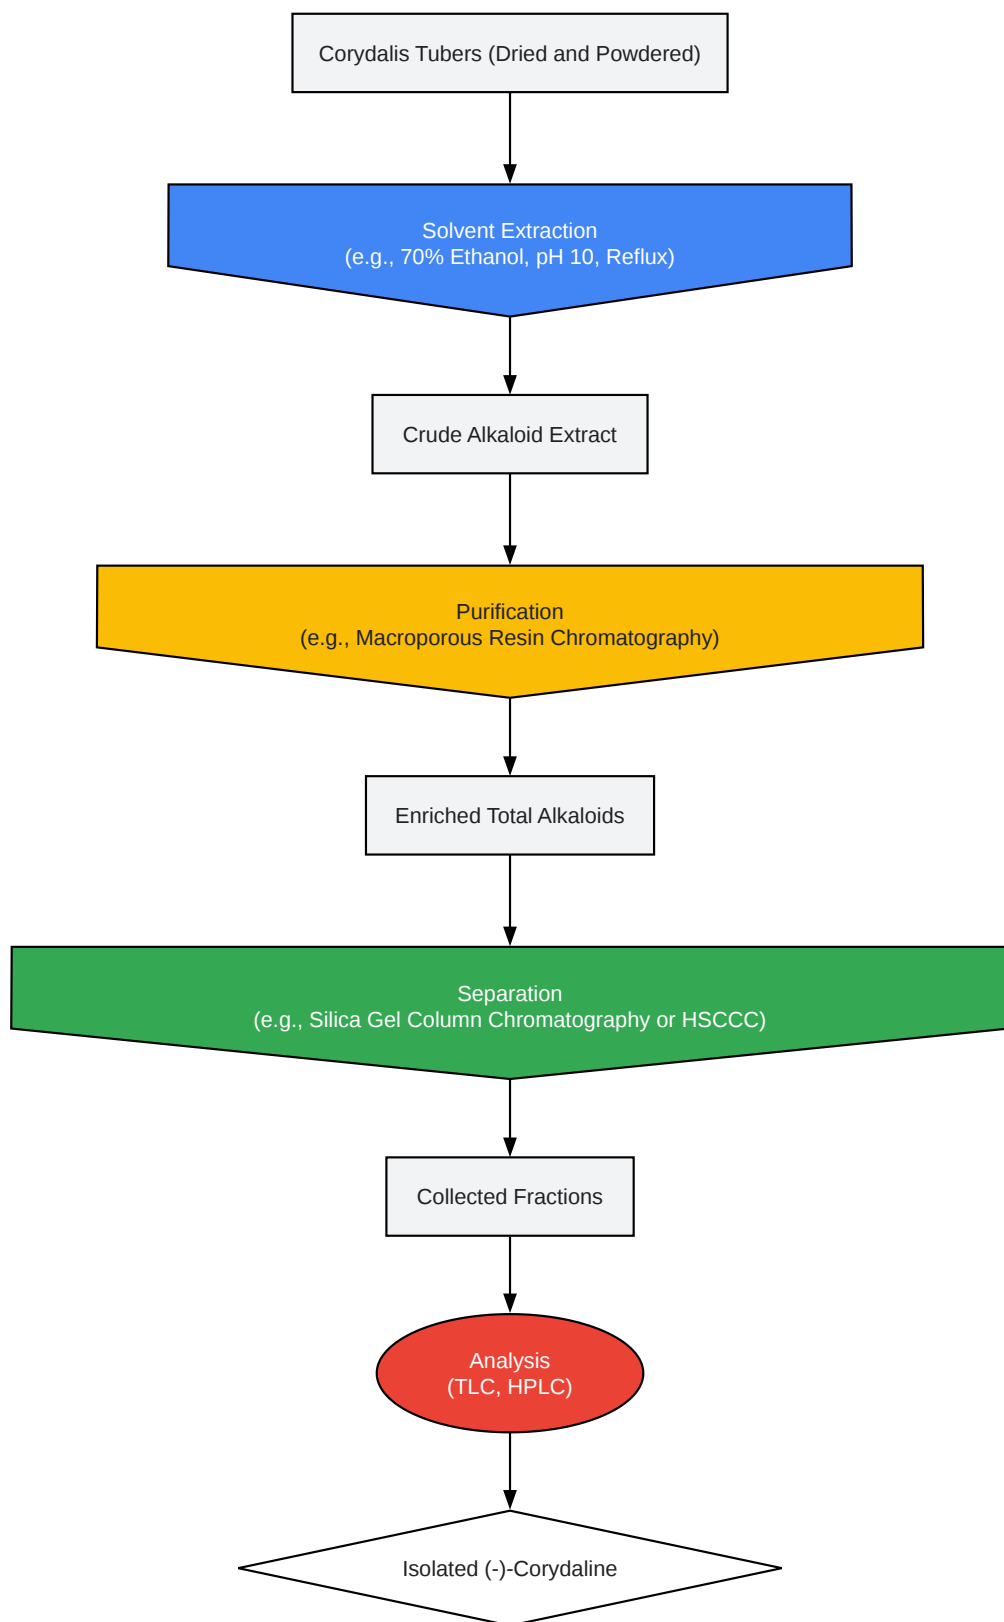 Corydalis Tubers (Dried and Powdered)
Solvent Extraction
(e.g., 70% Ethanol, pH 10, Reflux)
Crude Alkaloid Extract
Purification
(e.g., Macroporous Resin Chromatography)
Enriched Total Alkaloids
Separation
(e.g., Silica Gel Column Chromatography or HSCCC)
Collected Fractions
Analysis
(TLC, HPLC)
Isolated (-)-Corydaline